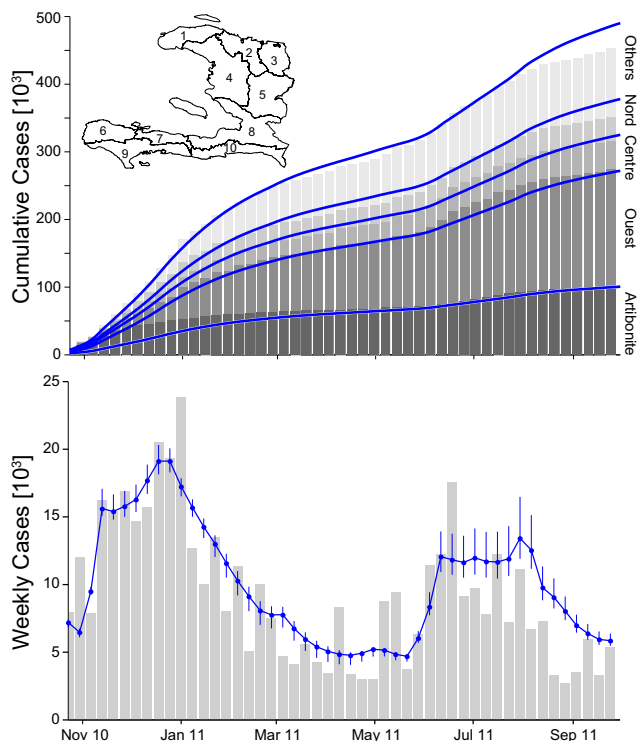 500
400
300
200
100
0
Cumulative Cases [10³]
1
2
3
4
5
6
7
8
9
10
Others
Nord
Centre
Ouest
Artibonite
25
20
15
10
5
0
Weekly Cases [10³]
Nov 10 Jan 11 Mar 11 May 11 Jul 11 Sep 11